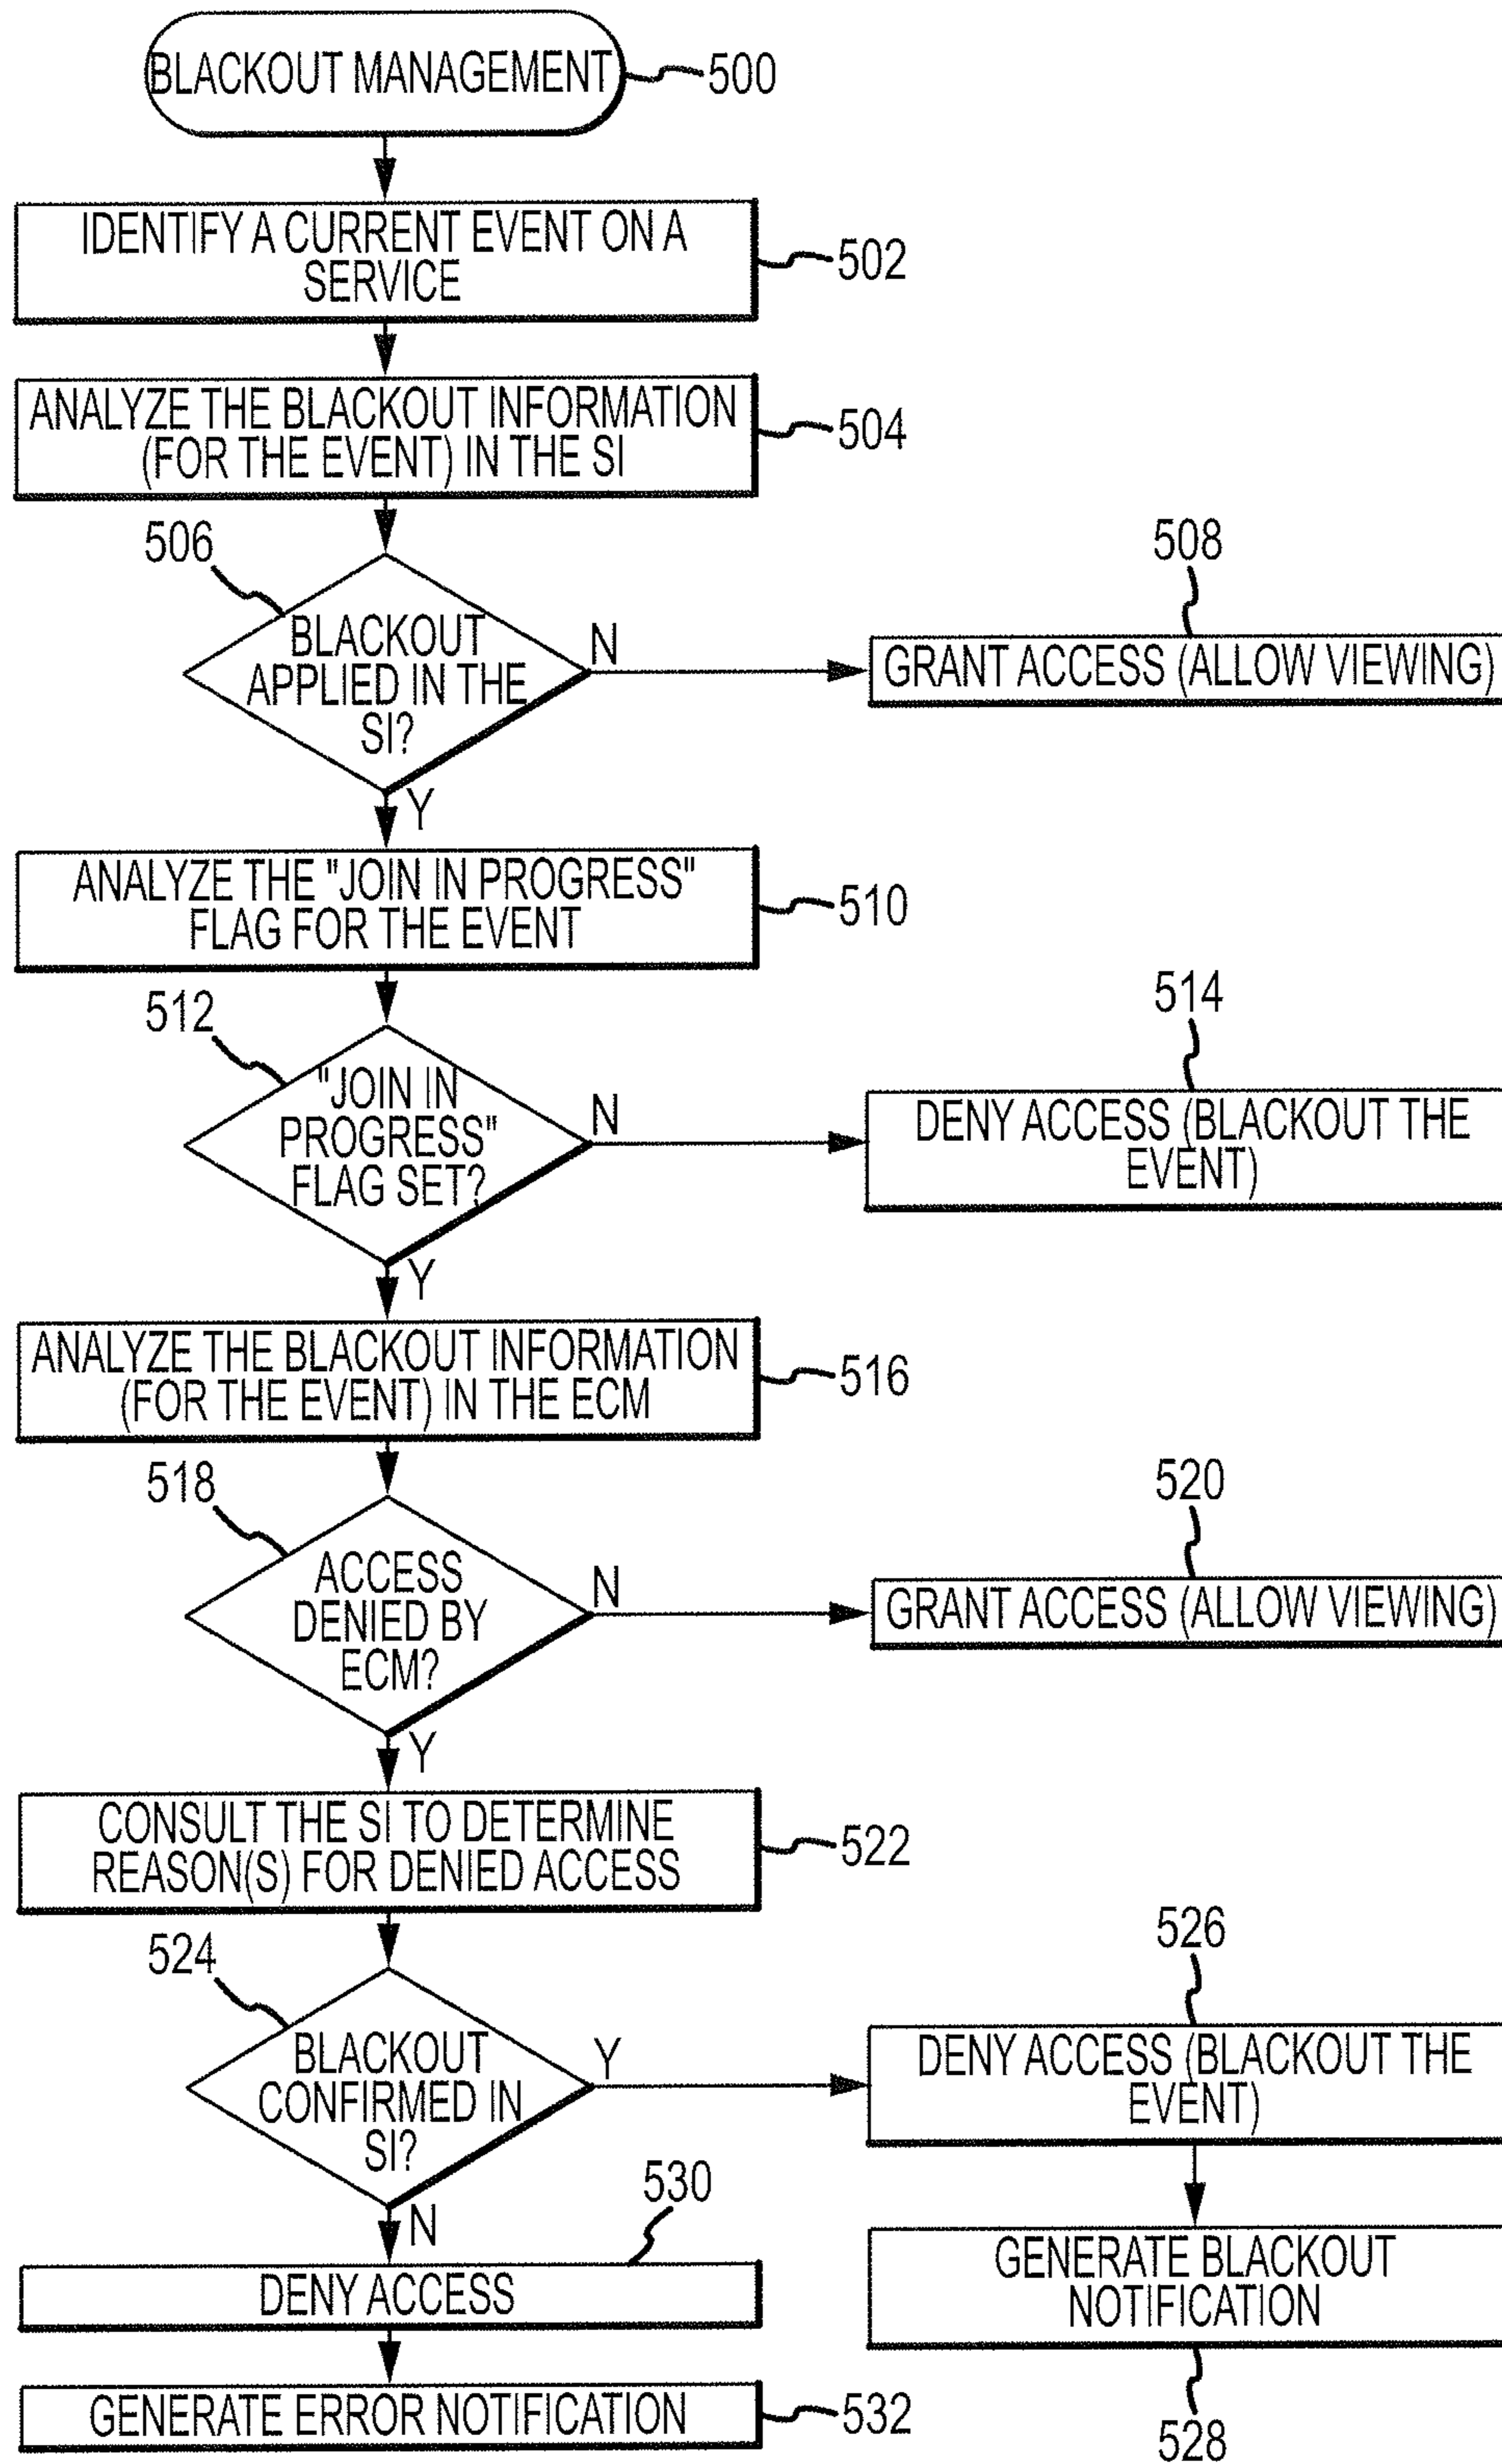 BLACKOUT MANAGEMENT
500
IDENTIFY A CURRENT EVENT ON A
SERVICE
502
ANALYZE THE BLACKOUT INFORMATION
(FOR THE EVENT) IN THE SI
504
506
BLACKOUT
APPLIED IN THE
SI?
N
508
GRANT ACCESS (ALLOW VIEWING)
Y
ANALYZE THE "JOIN IN PROGRESS"
FLAG FOR THE EVENT
510
512
"JOIN IN
PROGRESS"
FLAG SET?
N
514
DENY ACCESS (BLACKOUT THE
EVENT)
Y
ANALYZE THE BLACKOUT INFORMATION
(FOR THE EVENT) IN THE ECM
516
518
ACCESS
DENIED BY
ECM?
N
520
GRANT ACCESS (ALLOW VIEWING)
Y
CONSULT THE SI TO DETERMINE
REASON(S) FOR DENIED ACCESS
522
524
BLACKOUT
CONFIRMED IN
SI?
Y
526
DENY ACCESS (BLACKOUT THE
EVENT)
N
530
DENY ACCESS
GENERATE BLACKOUT
NOTIFICATION
528
GENERATE ERROR NOTIFICATION
532